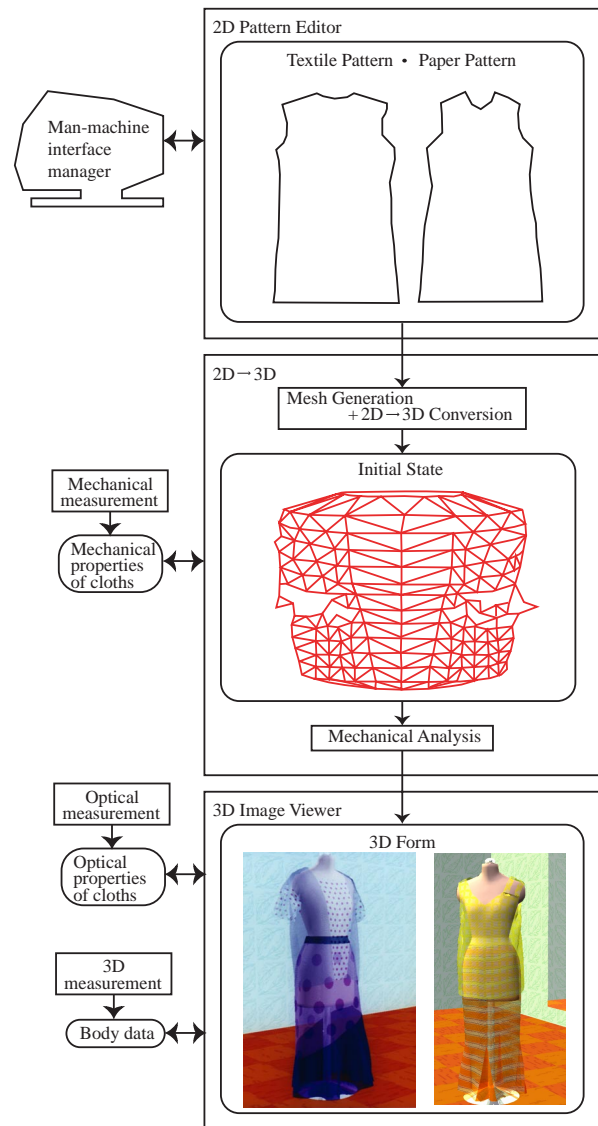 2D Pattern Editor
Textile Pattern • Paper Pattern
Man-machine
interface
manager
2D→3D
Mesh Generation
+2D→3D Conversion
Initial State
Mechanical
measurement
Mechanical
properties
of cloths
Mechanical Analysis
Optical
measurement
Optical
properties
of cloths
3D Image Viewer
3D Form
3D
measurement
Body data